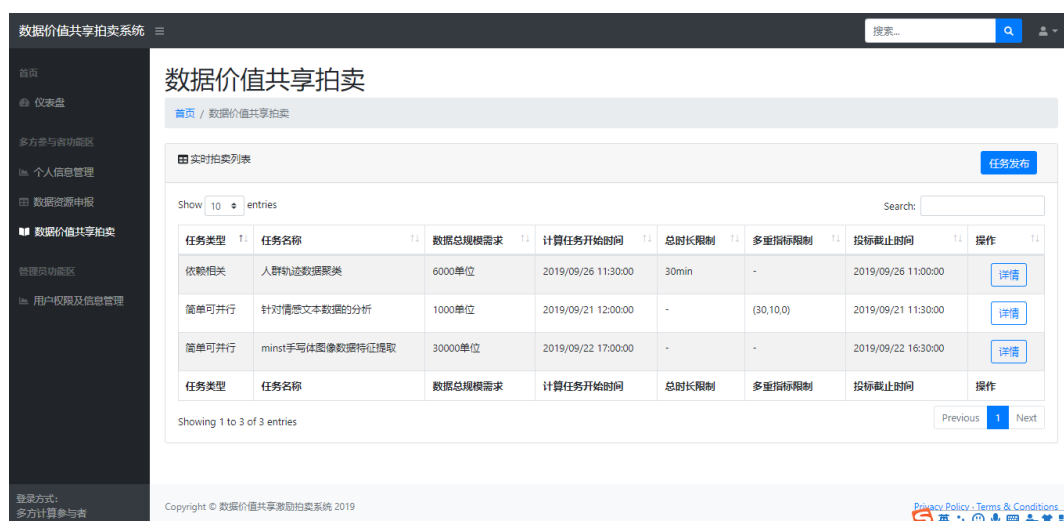 数据价值共享拍卖系统
搜索...
首页
仪表盘
多方参与者功能区
个人信息管理
数据资源申报
数据价值共享拍卖
管理员功能区
用户权限及信息管理
登录方式:
多方计算参与者
数据价值共享拍卖
首页 / 数据价值共享拍卖
实时拍卖列表 任务发布
Show 10 entries Search:
任务类型 任务名称 数据总规模需求 计算任务开始时间 总时长限制 多重指标限制 投标截止时间 操作
依赖相关 人群轨迹数据聚类 6000单位 2019/09/26 11:30:00 30min - 2019/09/26 11:00:00 详情
简单可并行 针对情感文本数据的分析 1000单位 2019/09/21 12:00:00 - (30,10,0) 2019/09/21 11:30:00 详情
简单可并行 minst手写体图像数据特征提取 30000单位 2019/09/22 17:00:00 - - 2019/09/22 16:30:00 详情
任务类型 任务名称 数据总规模需求 计算任务开始时间 总时长限制 多重指标限制 投标截止时间 操作
Showing 1 to 3 of 3 entries Previous 1 Next
Copyright © 数据价值共享激励拍卖系统 2019 Privacy Policy · Terms & Conditions
英